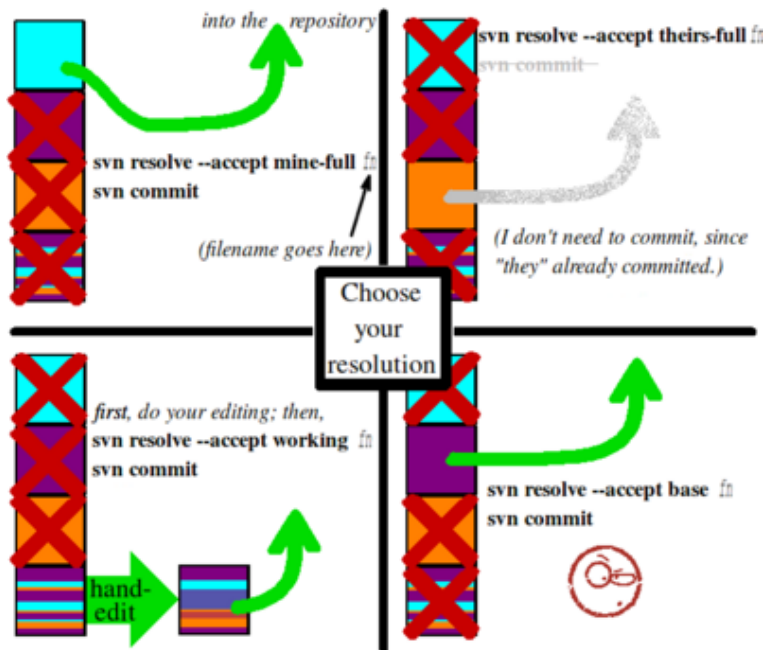 into the repository
svn resolve --accept mine-full fn
svn commit
(filename goes here)
svn resolve --accept theirs-full fn
svn commit
(I don't need to commit, since
"they" already committed.)
Choose
your
resolution
first, do your editing; then,
svn resolve --accept working fn
svn commit
hand-
edit
svn resolve --accept base fn
svn commit